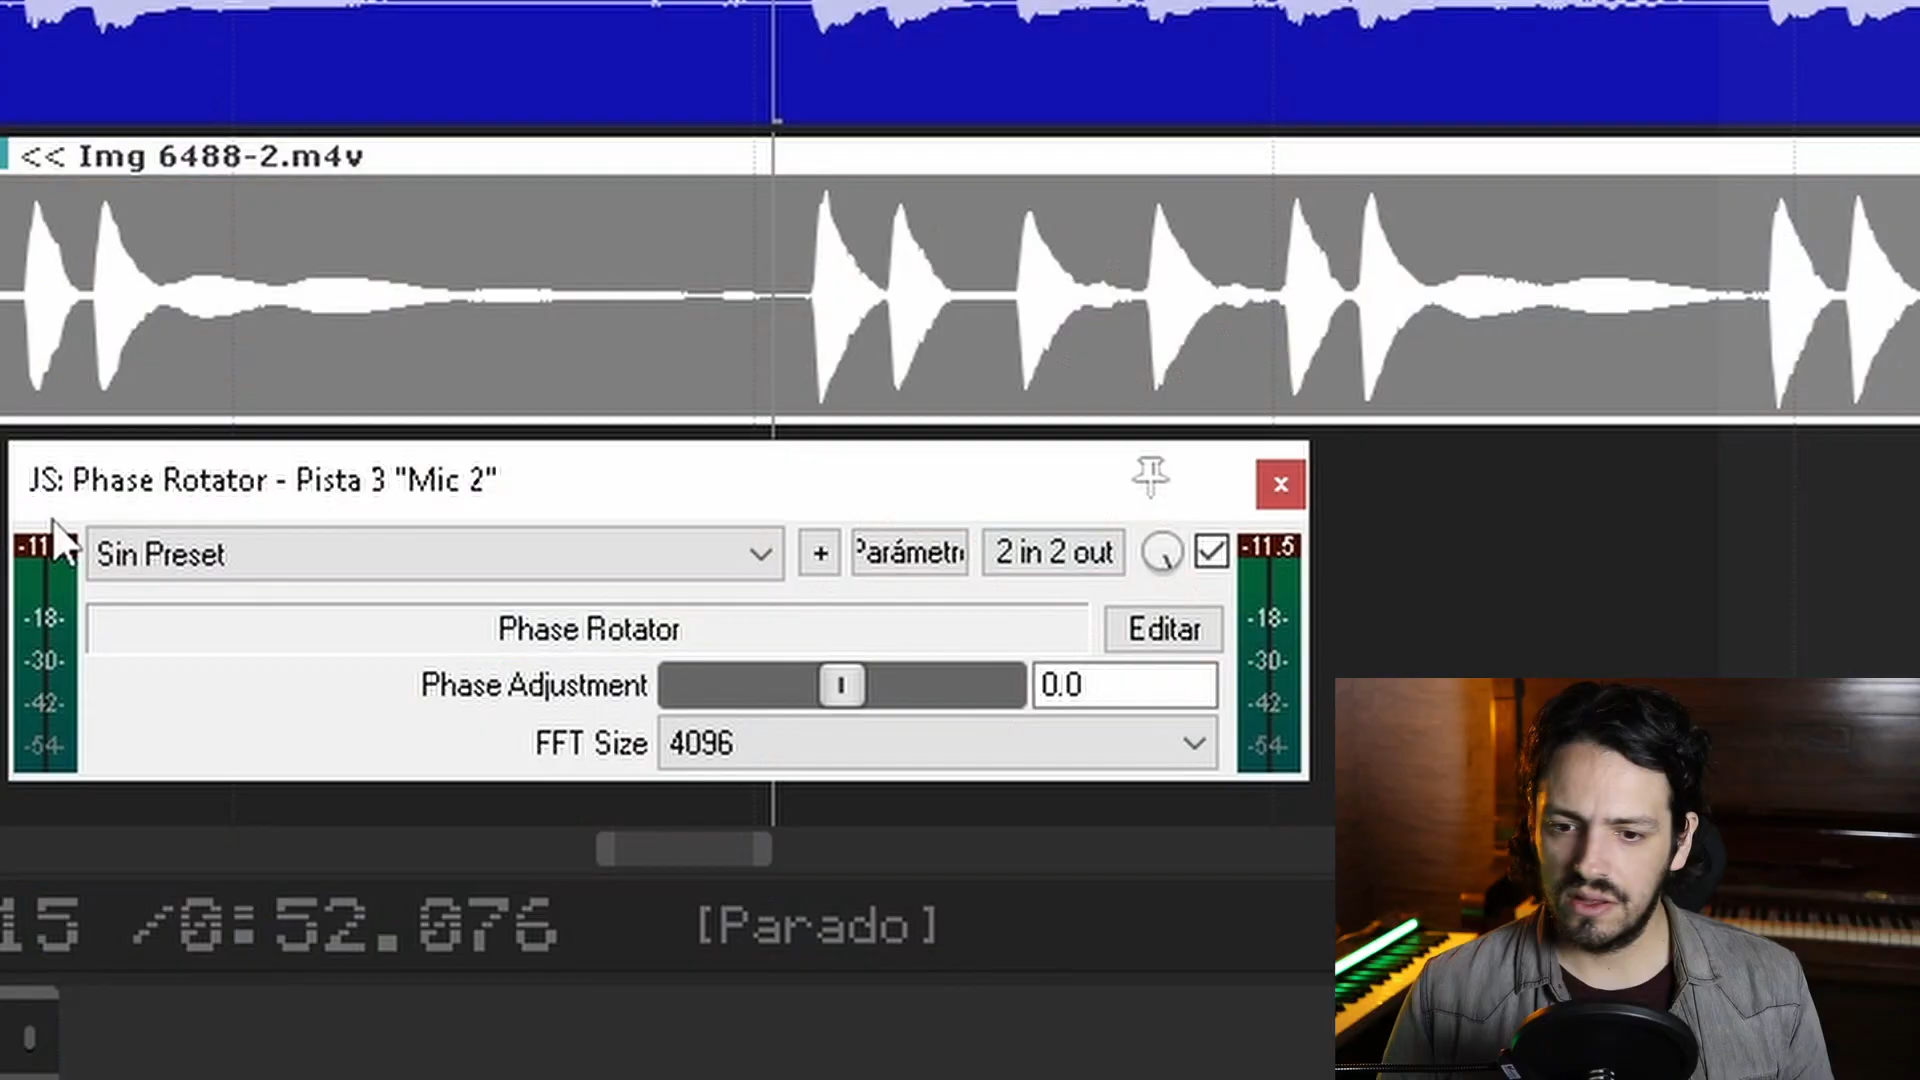 << Img 6488-2.m4v
JS: Phase Rotator - Pista 3 "Mic 2"
Sin Preset
+
Parámetr
2 in 2 out
-11.5
-18-
-30-
-42-
-54-
Phase Rotator
Editar
Phase Adjustment
0.0
FFT Size
4096
-18-
-30-
-42-
-54-
15 /0:52.076
[Parado]